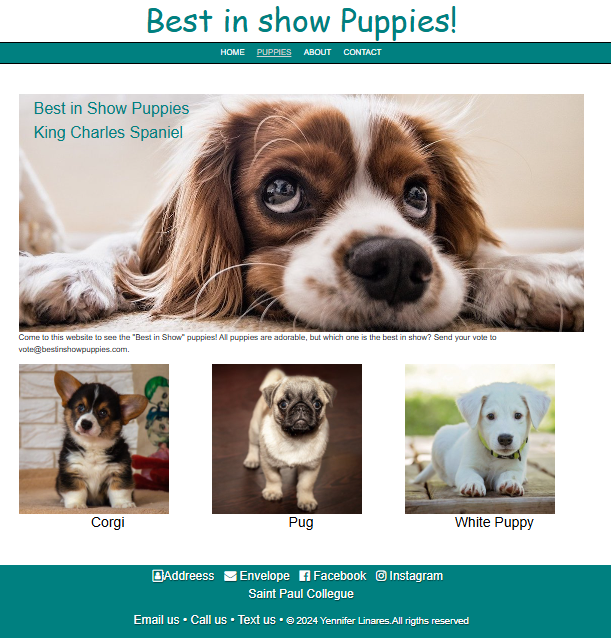 Best in show Puppies!
HOME PUPPIES ABOUT CONTACT
Best in Show Puppies
King Charles Spaniel
Come to this website to see the "Best in Show" puppies! All puppies are adorable, but which one is the best in show? Send your vote to
vote@bestinshowpuppies.com.
Corgi Pug White Puppy
Addreess Envelope Facebook Instagram
Saint Paul Collegue
Email us • Call us • Text us • © 2024 Yennifer Linares.All rigths reserved